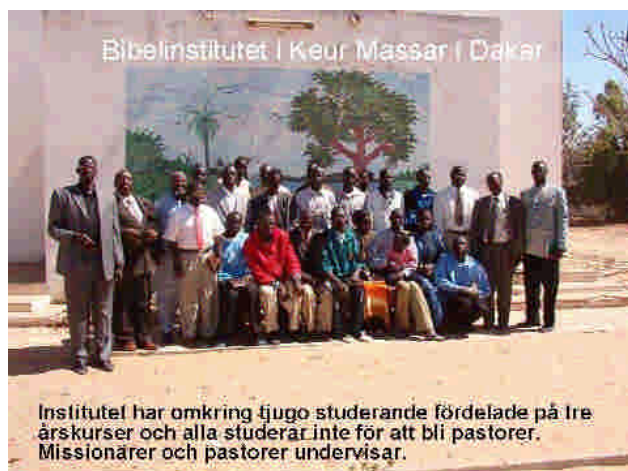 Bibelinstitutet i Keur Massar i Dakar
Institutet har omkring tjugo studerande fördelade på tre
årskurser och alla studerar inte för att bli pastorer.
Missionärer och pastorer undervisar.